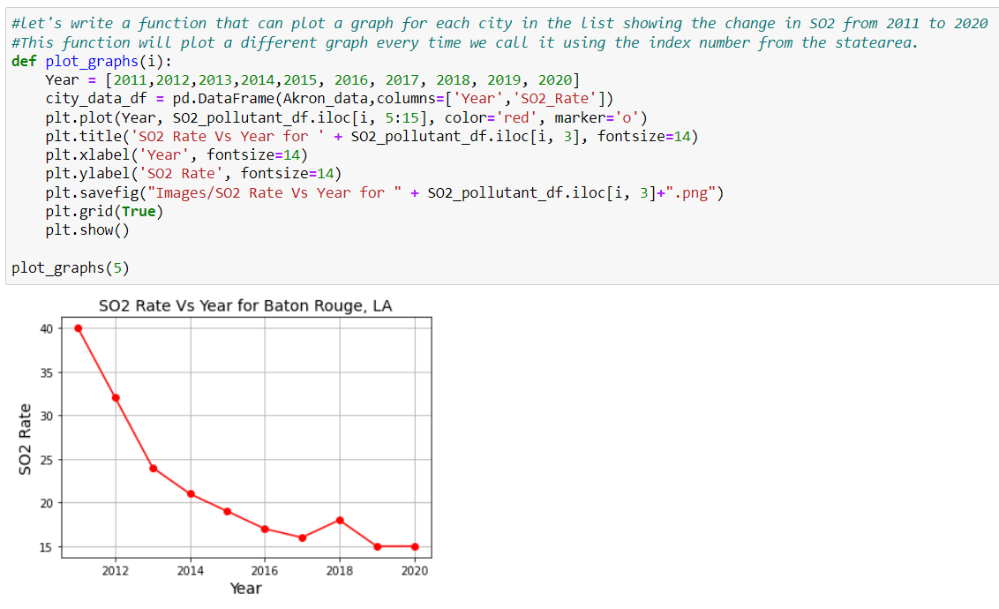 #let's write a function that can plot a graph for each city in the list showing the change in SO2 from 2011 to 2020
#This function will plot a different graph every time we call it using the index number from the statearea.
def plot_graphs(i):
    Year = [2011,2012,2013,2014,2015, 2016, 2017, 2018, 2019, 2020]
    city_data_df = pd.DataFrame(Akron_data,columns=['Year','SO2_Rate'])
    plt.plot(Year, SO2_pollutant_df.iloc[i, 5:15], color='red', marker='o')
    plt.title('SO2 Rate Vs Year for ' + SO2_pollutant_df.iloc[i, 3], fontsize=14)
    plt.xlabel('Year', fontsize=14)
    plt.ylabel('SO2 Rate', fontsize=14)
    plt.savefig("Images/SO2 Rate Vs Year for " + SO2_pollutant_df.iloc[i, 3]+".png")
    plt.grid(True)
    plt.show()
plot_graphs(5)
SO2 Rate Vs Year for Baton Rouge, LA
40
35
30
25
20
15
SO2 Rate
2012 2014 2016 2018 2020
Year